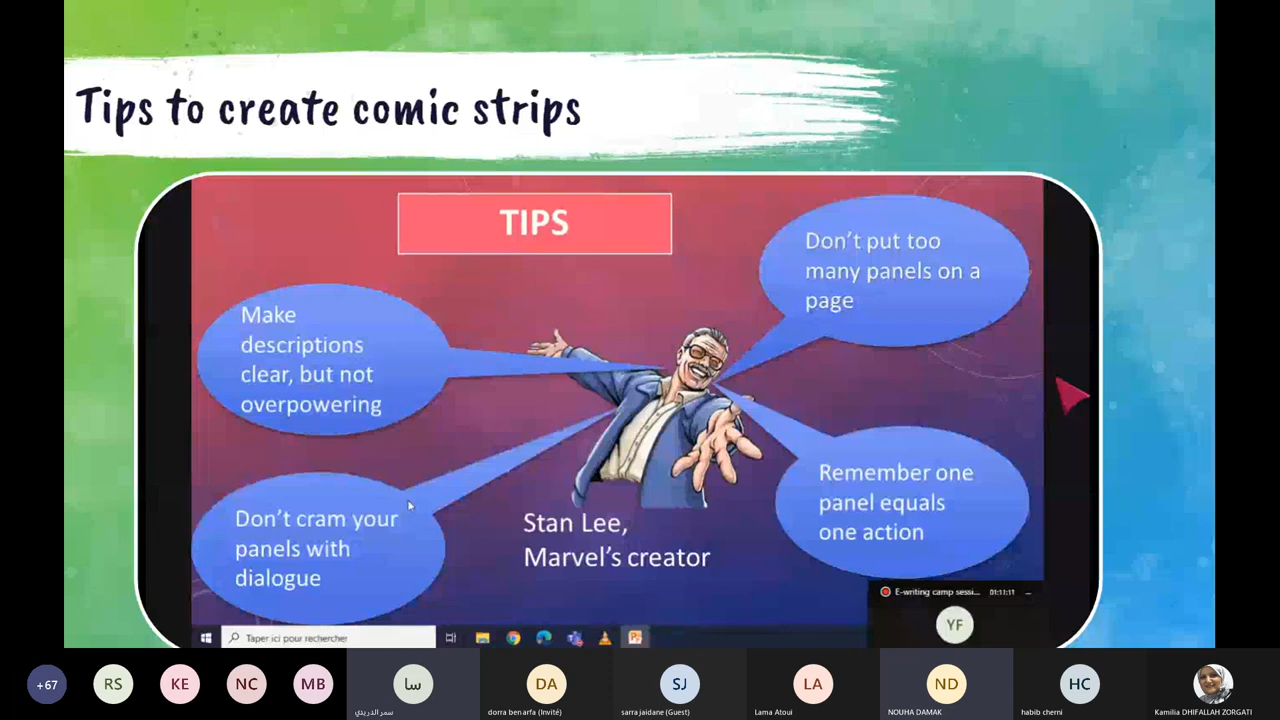 Tips to create comic strips
TIPS
Don't put too
many panels on a
page
Make
descriptions
clear, but not
overpowering
Remember one
panel equals
one action
Don't cram your
panels with
dialogue
Stan Lee,
Marvel's creator
E-writing camp sessi... 01:11:11
YF
Taper ici pour rechercher
+67
RS
KE
NC
MB
سا
DA
SJ
LA
ND
HC
سمر الدريدي
dorra ben arfa (Invité)
sarra jaidane (Guest)
Lama Atoui
NOUHA DAMAK
habib cherni
Kamilia DHIFALLAH ZORGATI